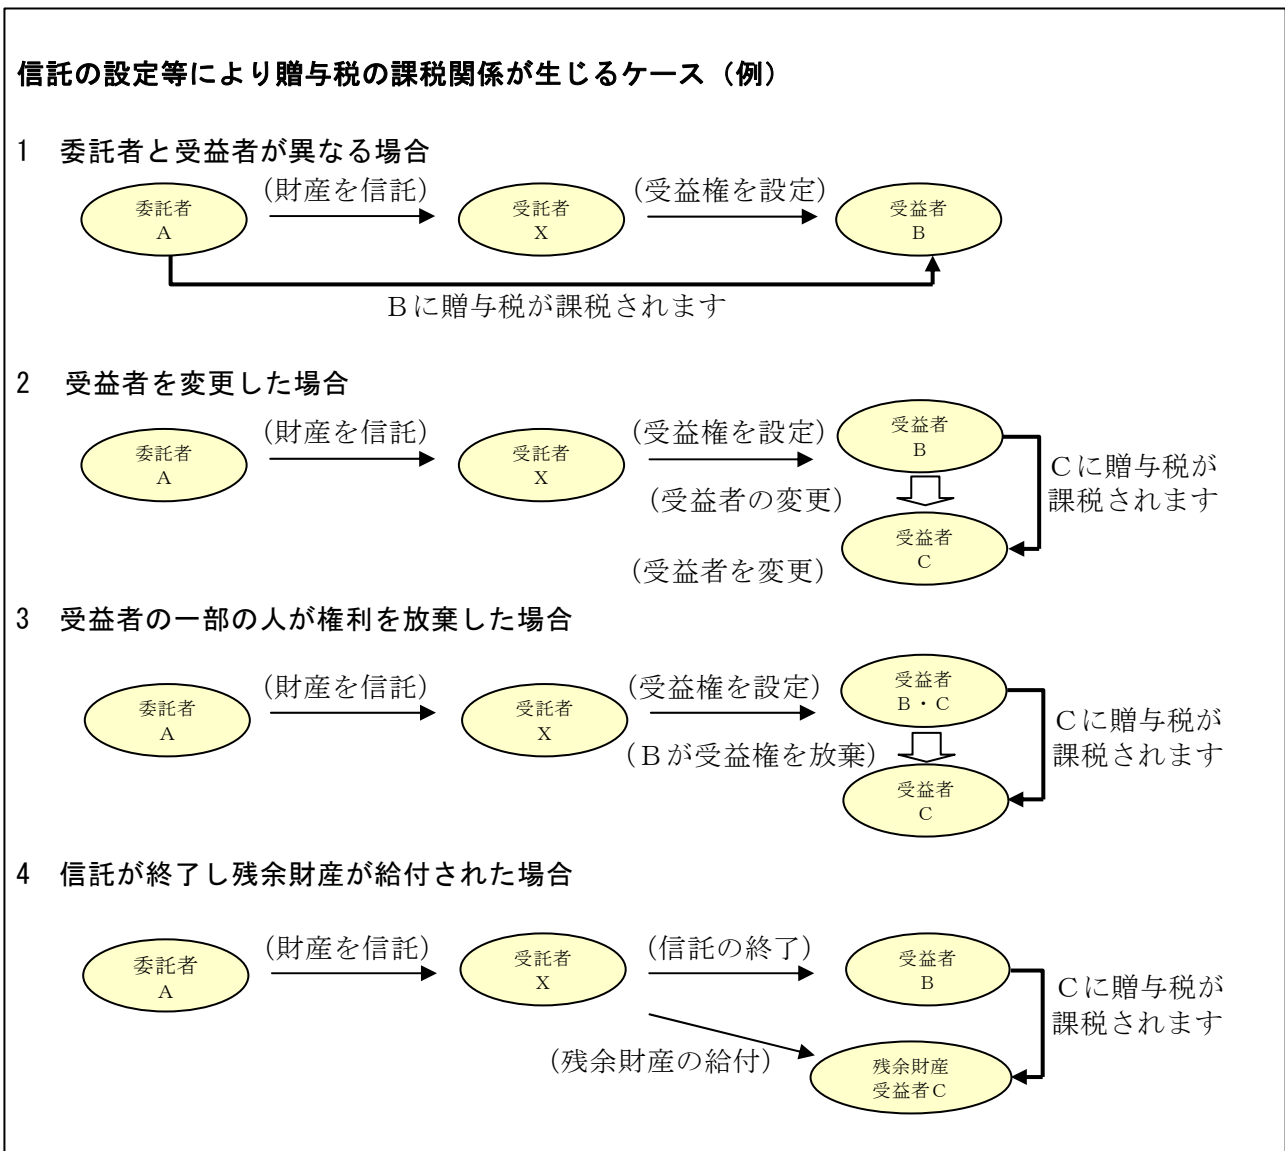 信託の設定等により贈与税の課税関係が生じるケース（例）
1 委託者と受益者が異なる場合
（財産を信託）
（受益権を設定）
委託者
A
受託者
X
受益者
B
Bに贈与税が課税されます
2 受益者を変更した場合
（財産を信託）
（受益権を設定）
委託者
A
受託者
X
受益者
B
（受益者の変更）
Cに贈与税が
課税されます
受益者
C
（受益者を変更）
3 受益者の一部の人が権利を放棄した場合
（財産を信託）
（受益権を設定）
委託者
A
受託者
X
受益者
B・C
（Bが受益権を放棄）
Cに贈与税が
課税されます
受益者
C
4 信託が終了し残余財産が給付された場合
（財産を信託）
（信託の終了）
委託者
A
受託者
X
受益者
B
Cに贈与税が
課税されます
（残余財産の給付）
残余財産
受益者C